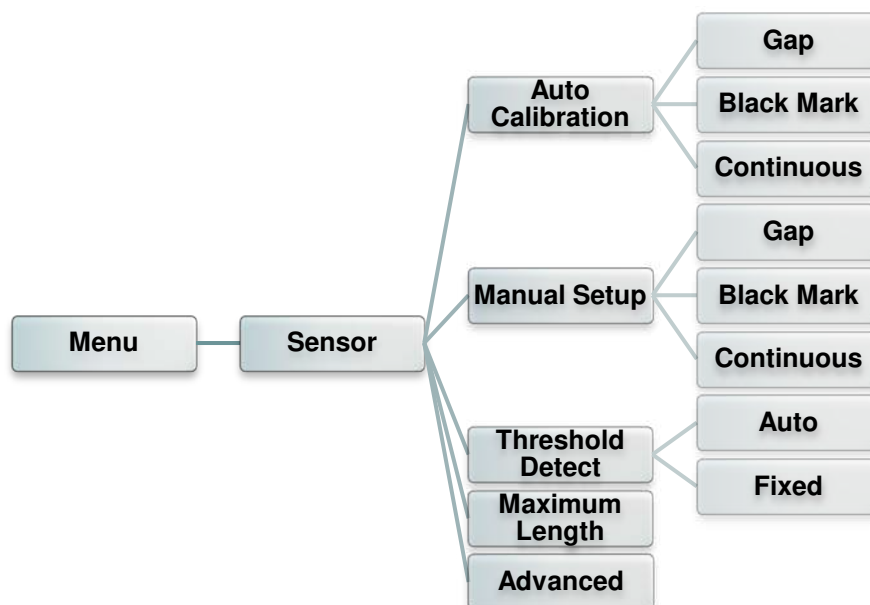 Menu
Sensor
Auto
Calibration
Gap
Black Mark
Continuous
Manual Setup
Gap
Black Mark
Continuous
Threshold
Detect
Auto
Fixed
Maximum
Length
Advanced